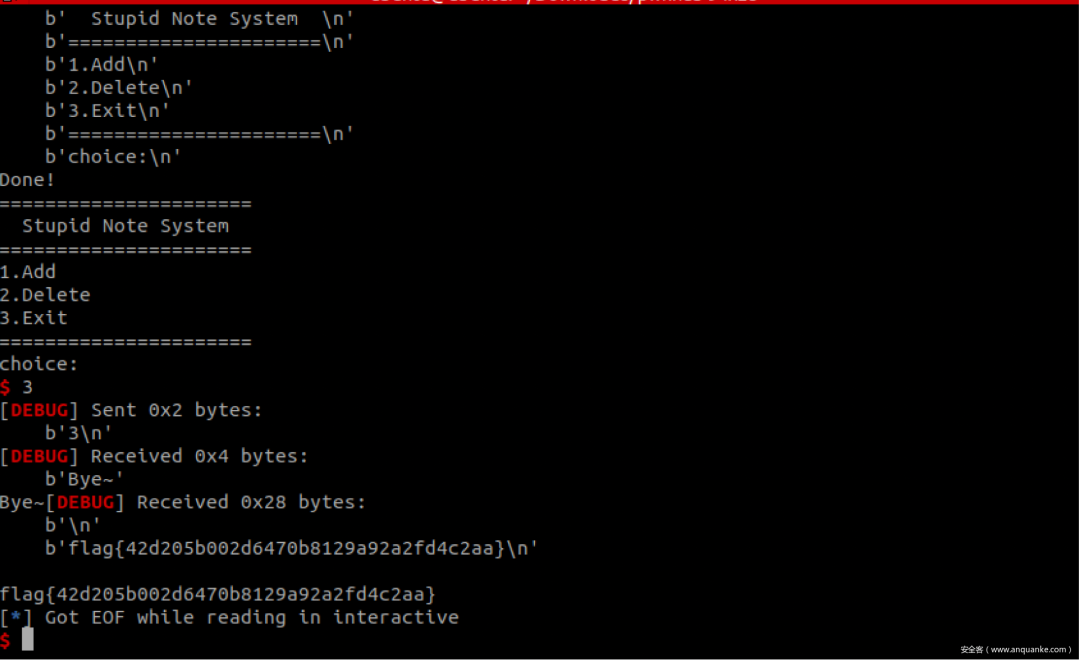 b'  Stupid Note System  \n'
b'======================\n'
b'1.Add\n'
b'2.Delete\n'
b'3.Exit\n'
b'======================\n'
b'choice:\n'
Done!
======================
  Stupid Note System
======================
1.Add
2.Delete
3.Exit
======================
choice:
$ 3
[DEBUG] Sent 0x2 bytes:
b'3\n'
[DEBUG] Received 0x4 bytes:
b'Bye~'
Bye~[DEBUG] Received 0x28 bytes:
b'\n'
b'flag{42d205b002d6470b8129a92a2fd4c2aa}\n'
flag{42d205b002d6470b8129a92a2fd4c2aa}
[*] Got EOF while reading in interactive
$
安全客（www.anquanke.com）